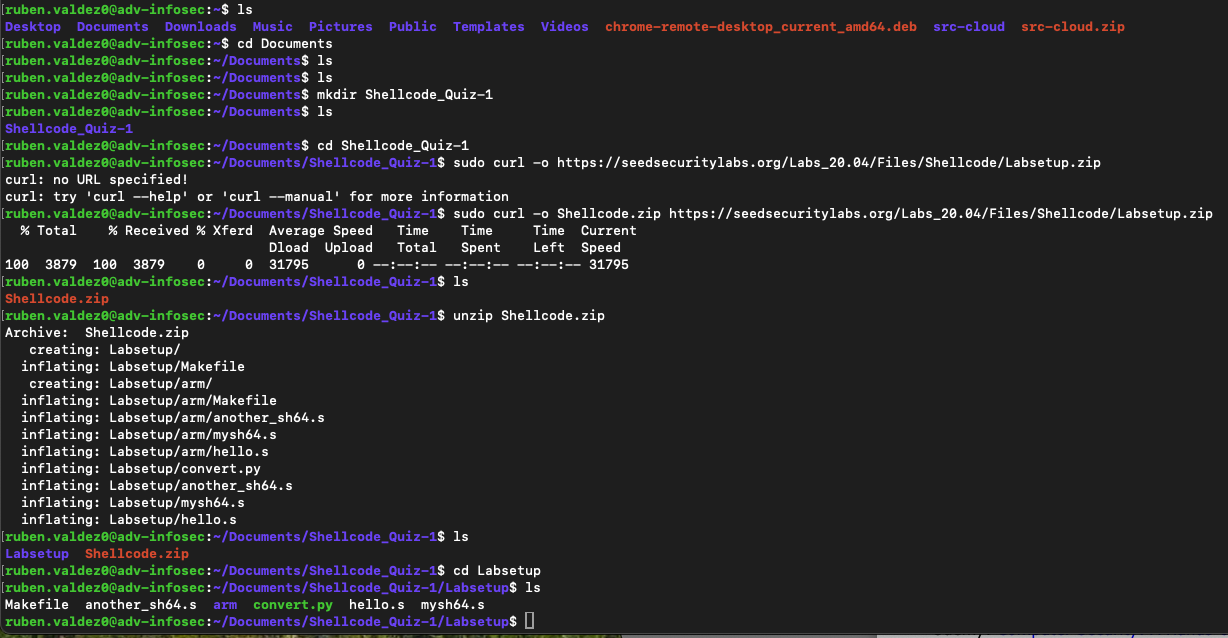 [ruben.valdez0@adv-infosec:~$ ls
Desktop  Documents  Downloads  Music  Pictures  Public  Templates  Videos  chrome-remote-desktop_current_amd64.deb  src-cloud  src-cloud.zip
[ruben.valdez0@adv-infosec:~$ cd Documents
[ruben.valdez0@adv-infosec:~/Documents$ ls
[ruben.valdez0@adv-infosec:~/Documents$ ls
[ruben.valdez0@adv-infosec:~/Documents$ mkdir Shellcode_Quiz-1
[ruben.valdez0@adv-infosec:~/Documents$ ls
Shellcode_Quiz-1
[ruben.valdez0@adv-infosec:~/Documents$ cd Shellcode_Quiz-1
[ruben.valdez0@adv-infosec:~/Documents/Shellcode_Quiz-1$ sudo curl -o https://seedsecuritylabs.org/Labs_20.04/Files/Shellcode/Labsetup.zip
curl: no URL specified!
curl: try 'curl --help' or 'curl --manual' for more information
[ruben.valdez0@adv-infosec:~/Documents/Shellcode_Quiz-1$ sudo curl -o Shellcode.zip https://seedsecuritylabs.org/Labs_20.04/Files/Shellcode/Labsetup.zip
  % Total    % Received % Xferd  Average Speed   Time    Time     Time  Current
                                 Dload  Upload   Total   Spent    Left  Speed
100  3879  100  3879    0     0  31795      0 --:--:-- --:--:-- --:--:-- 31795
[ruben.valdez0@adv-infosec:~/Documents/Shellcode_Quiz-1$ ls
Shellcode.zip
[ruben.valdez0@adv-infosec:~/Documents/Shellcode_Quiz-1$ unzip Shellcode.zip
Archive:  Shellcode.zip
   creating: Labsetup/
  inflating: Labsetup/Makefile
   creating: Labsetup/arm/
  inflating: Labsetup/arm/Makefile
  inflating: Labsetup/arm/another_sh64.s
  inflating: Labsetup/arm/mysh64.s
  inflating: Labsetup/arm/hello.s
  inflating: Labsetup/convert.py
  inflating: Labsetup/another_sh64.s
  inflating: Labsetup/mysh64.s
  inflating: Labsetup/hello.s
[ruben.valdez0@adv-infosec:~/Documents/Shellcode_Quiz-1$ ls
Labsetup  Shellcode.zip
[ruben.valdez0@adv-infosec:~/Documents/Shellcode_Quiz-1$ cd Labsetup
[ruben.valdez0@adv-infosec:~/Documents/Shellcode_Quiz-1/Labsetup$ ls
Makefile  another_sh64.s  arm  convert.py  hello.s  mysh64.s
ruben.valdez0@adv-infosec:~/Documents/Shellcode_Quiz-1/Labsetup$